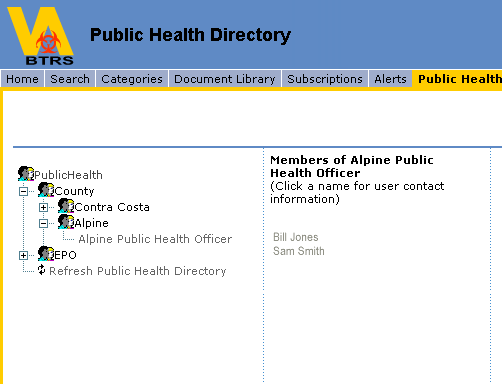 VA
BTRS
Public Health Directory
Home Search Categories Document Library Subscriptions Alerts Public Health
PublicHealth
County
Contra Costa
Alpine
Alpine Public Health Officer
EPO
Refresh Public Health Directory
Members of Alpine Public
Health Officer
(Click a name for user contact
information)
Bill Jones
Sam Smith